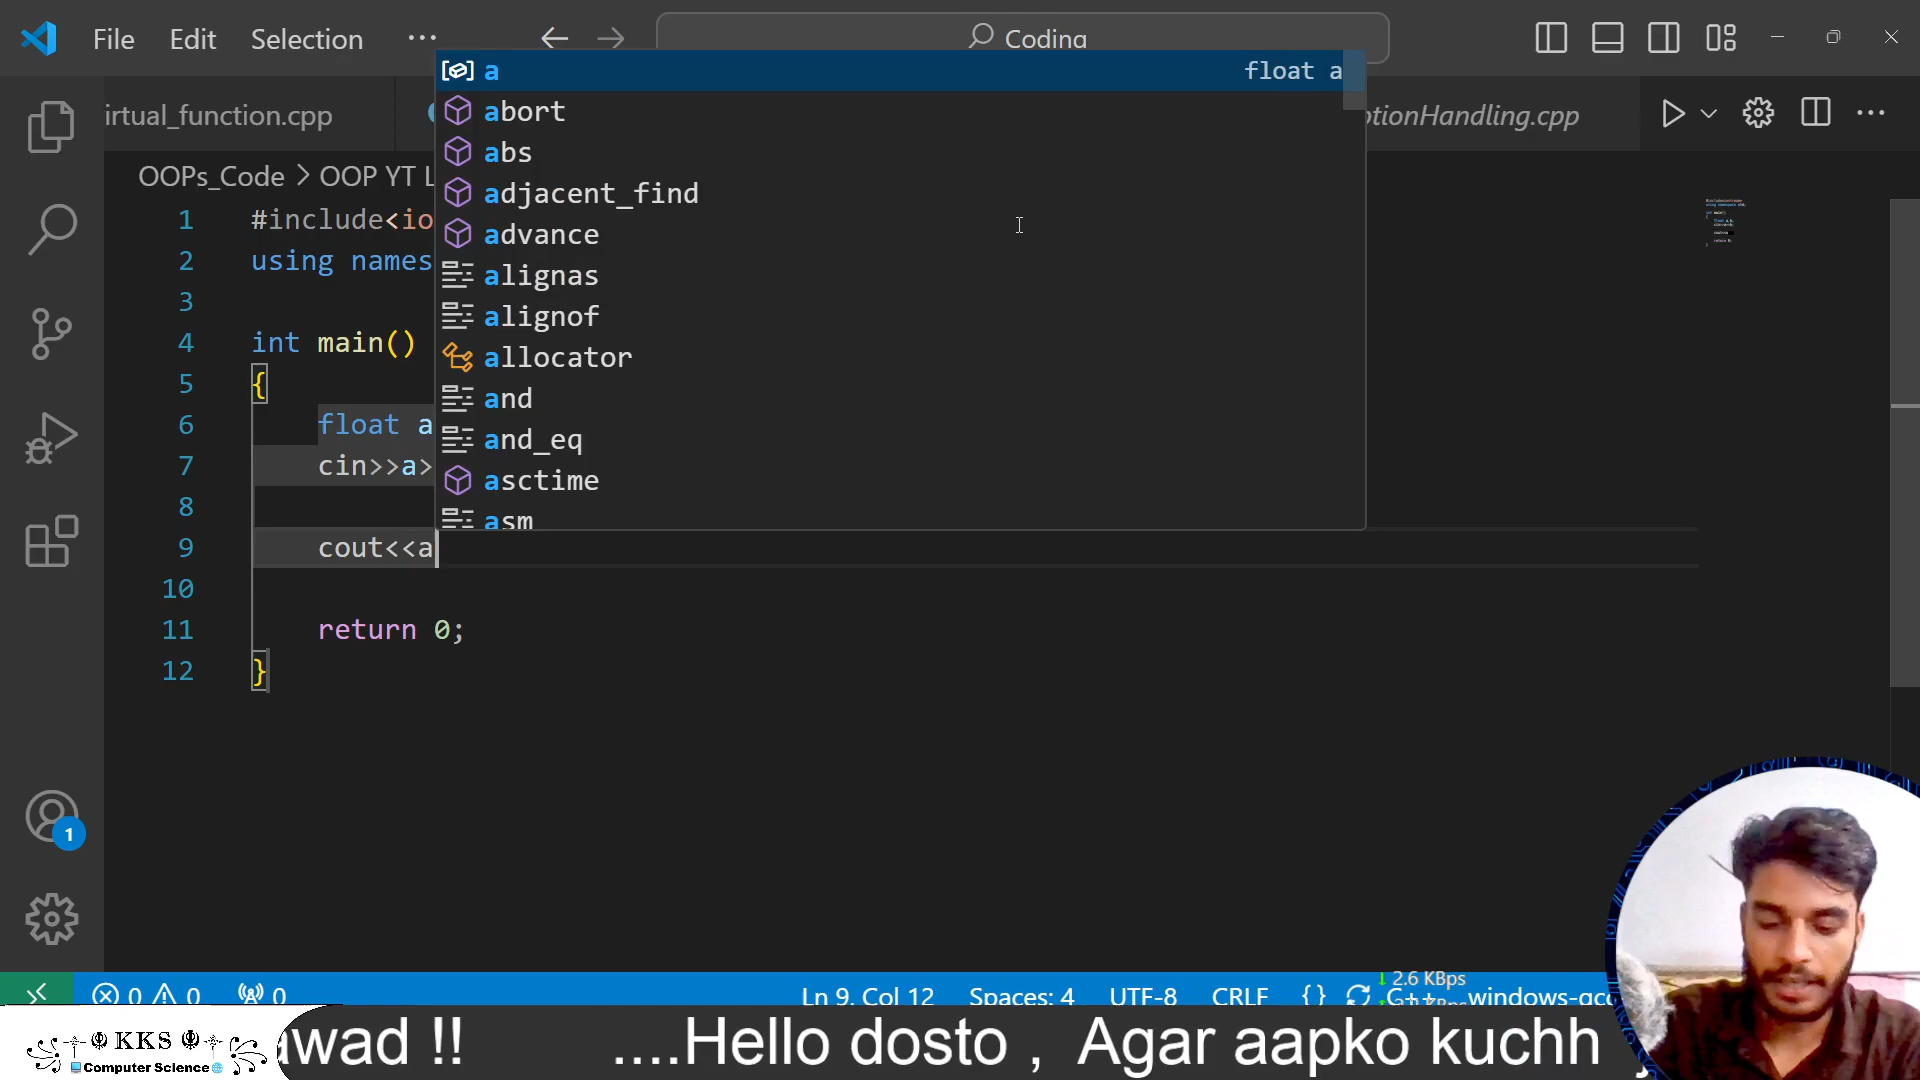 File Edit Selection ··· Coding
irtual_function.cpp
ptionHandling.cpp
OOPs_Code > OOP YT L
a float a
abort
abs
adjacent_find
advance
alignas
alignof
allocator
and
and_eq
asctime
asm
1 #include<io
2 using names
3
4 int main()
5 {
6 float a
7 cin>>a>
8
9 cout<<a
10
11 return 0;
12 }
1
0 0 0 Ln 9, Col 12 Spaces: 4 UTF-8 CRLF {} C++ windows-gcc
2.6 KBps
KKS
Computer Science
awad !! ....Hello dosto , Agar aapko kuchh